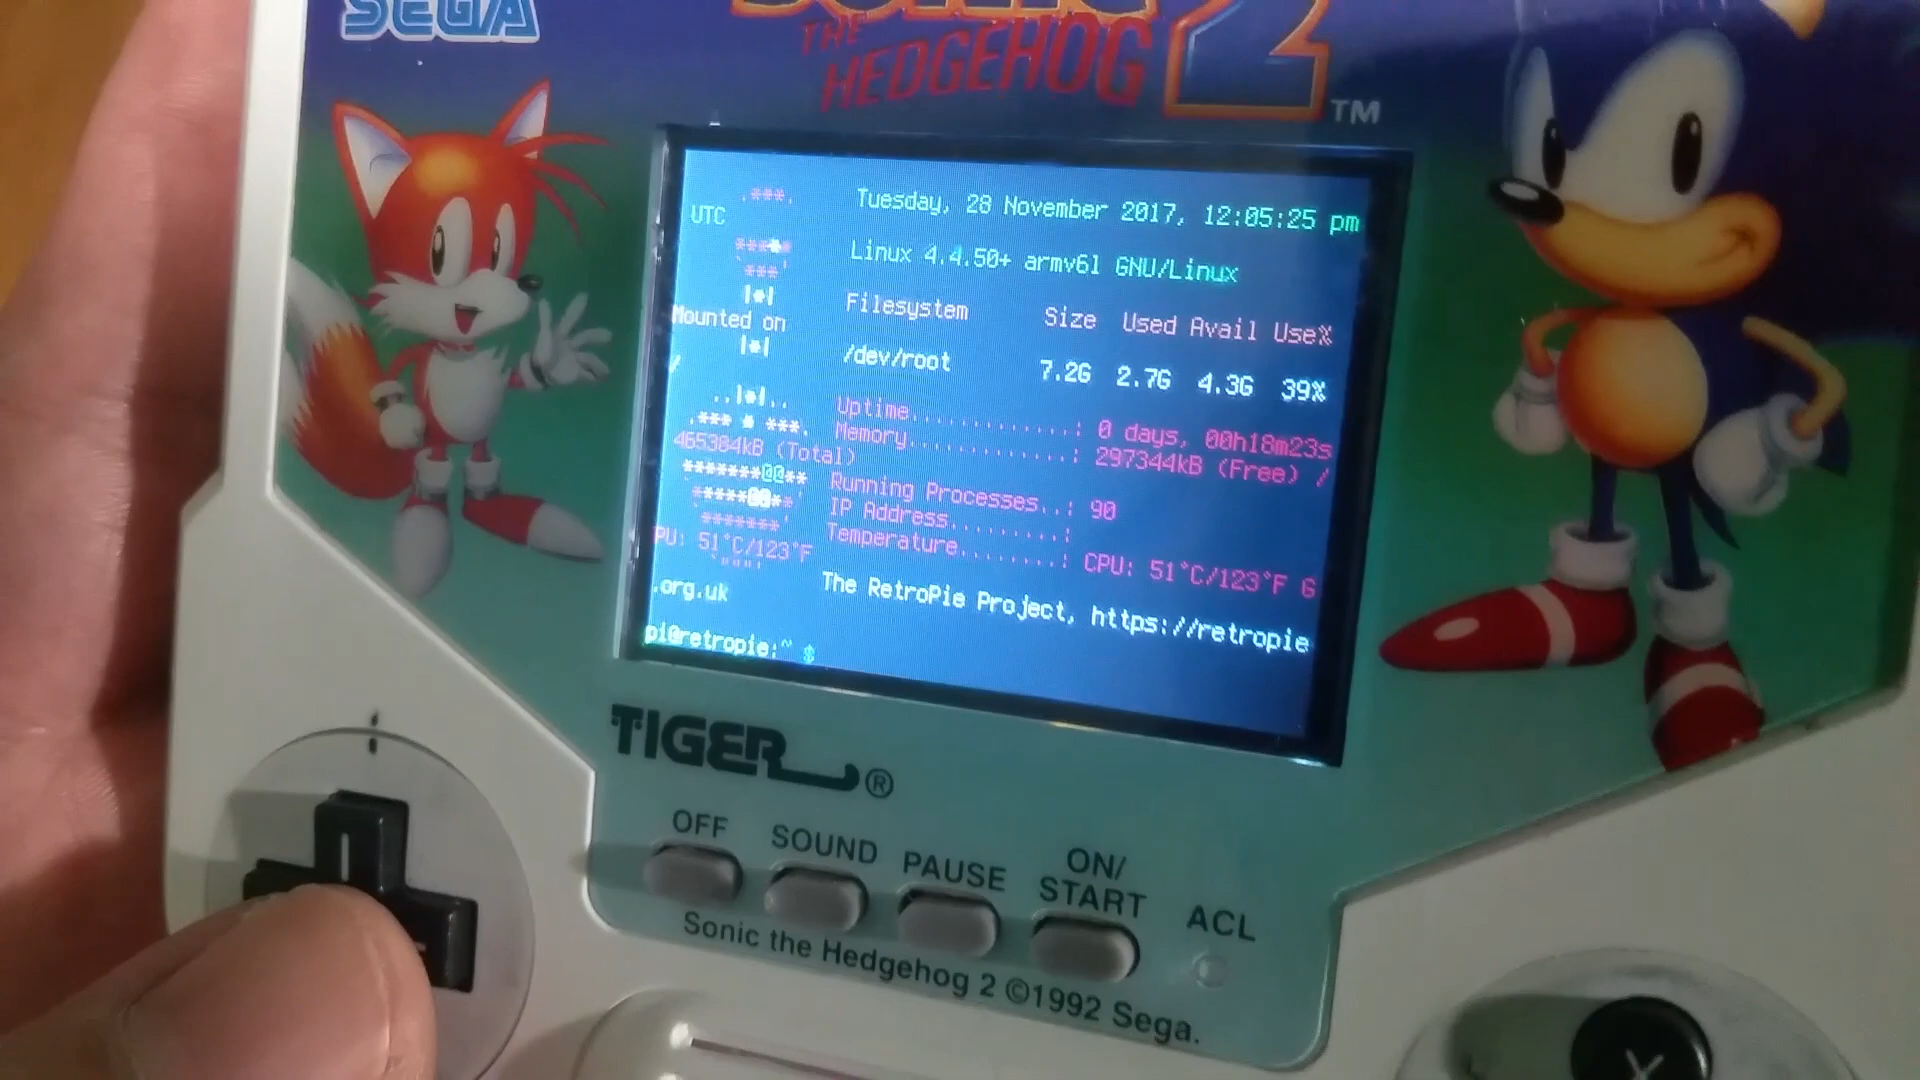 SEGA
SONIC
THE
HEDGEHOG 2 TM
.***. Tuesday, 28 November 2017, 12:05:25 pm
UTC
***** Linux 4.4.50+ armv6l GNU/Linux
`***'
|*| Filesystem Size Used Avail Use%
Mounted on
|*| /dev/root 7.2G 2.7G 4.3G 39%
/
..|*|.. Uptime.............: 0 days, 00h18m23s
.*** * ***. Memory.............: 297344kB (Free) /
465384kB (Total)
*******@@** Running Processes..: 90
`*****@@**' IP Address.........:
*******' Temperature........: CPU: 51°C/123°F G
PU: 51°C/123°F
The RetroPie Project, https://retropie
.org.uk
pi@retropie:~ $
TIGER®
OFF SOUND PAUSE ON/
START ACL
Sonic the Hedgehog 2 ©1992 Sega.